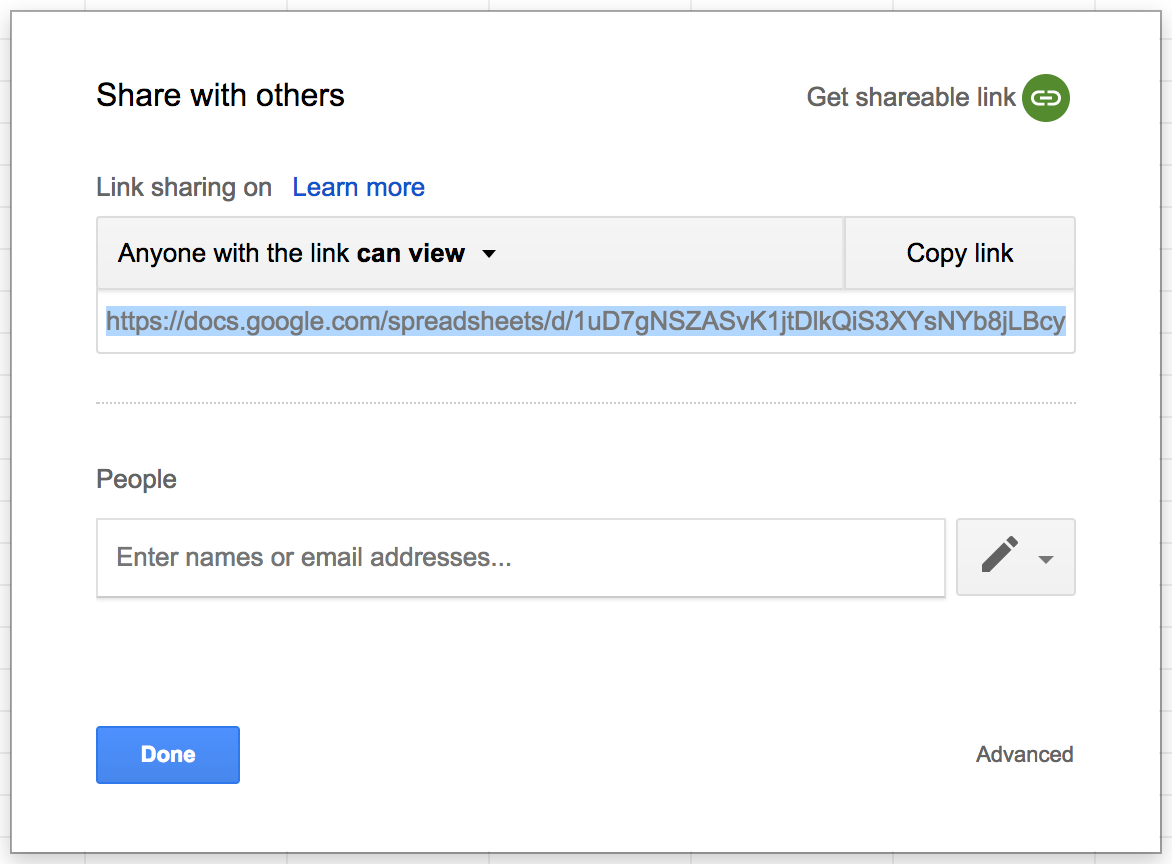 Share with others
Get shareable link
Link sharing on Learn more
Anyone with the link can view
Copy link
https://docs.google.com/spreadsheets/d/1uD7gNSZASvK1jtDlkQiS3XYsNYb8jLBcy
People
Enter names or email addresses...
Done
Advanced